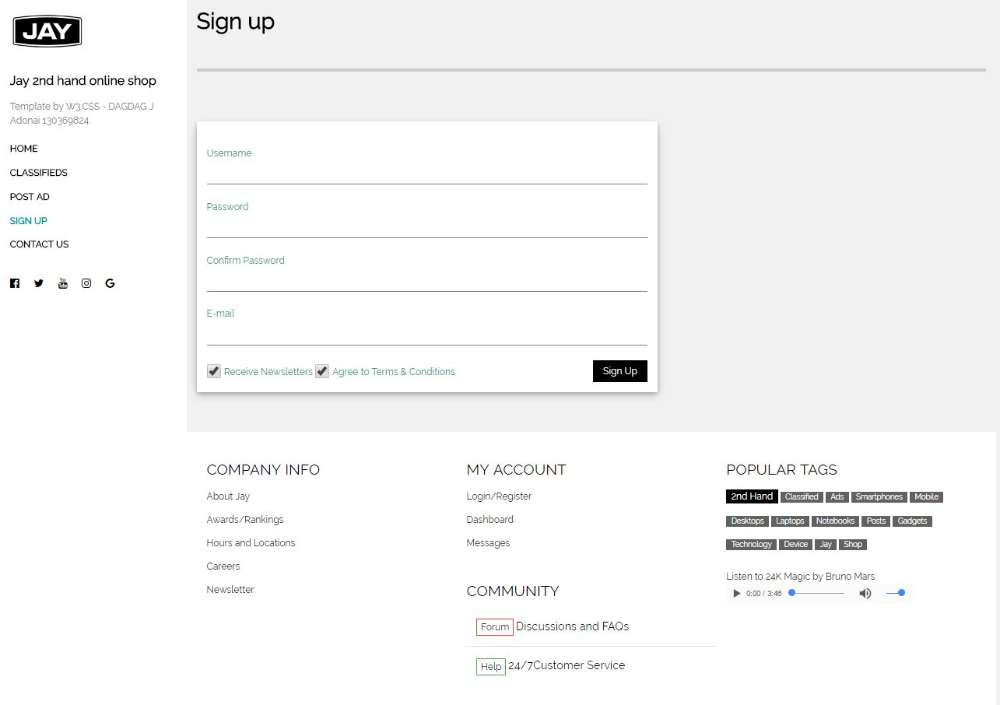 JAY
Jay 2nd hand online shop
Template by W3.CSS - DAGDAG J
Adonai 130369824
HOME
CLASSIFIEDS
POST AD
SIGN UP
CONTACT US
Sign up
Username
Password
Confirm Password
E-mail
Receive Newsletters Agree to Terms & Conditions
Sign Up
COMPANY INFO
About Jay
Awards/Rankings
Hours and Locations
Careers
Newsletter
MY ACCOUNT
Login/Register
Dashboard
Messages
COMMUNITY
Forum Discussions and FAQs
Help 24/7Customer Service
POPULAR TAGS
2nd Hand Classified Ads Smartphones Mobile
Desktops Laptops Notebooks Posts Gadgets
Technology Device Jay Shop
Listen to 24K Magic by Bruno Mars
0:00 / 3:46